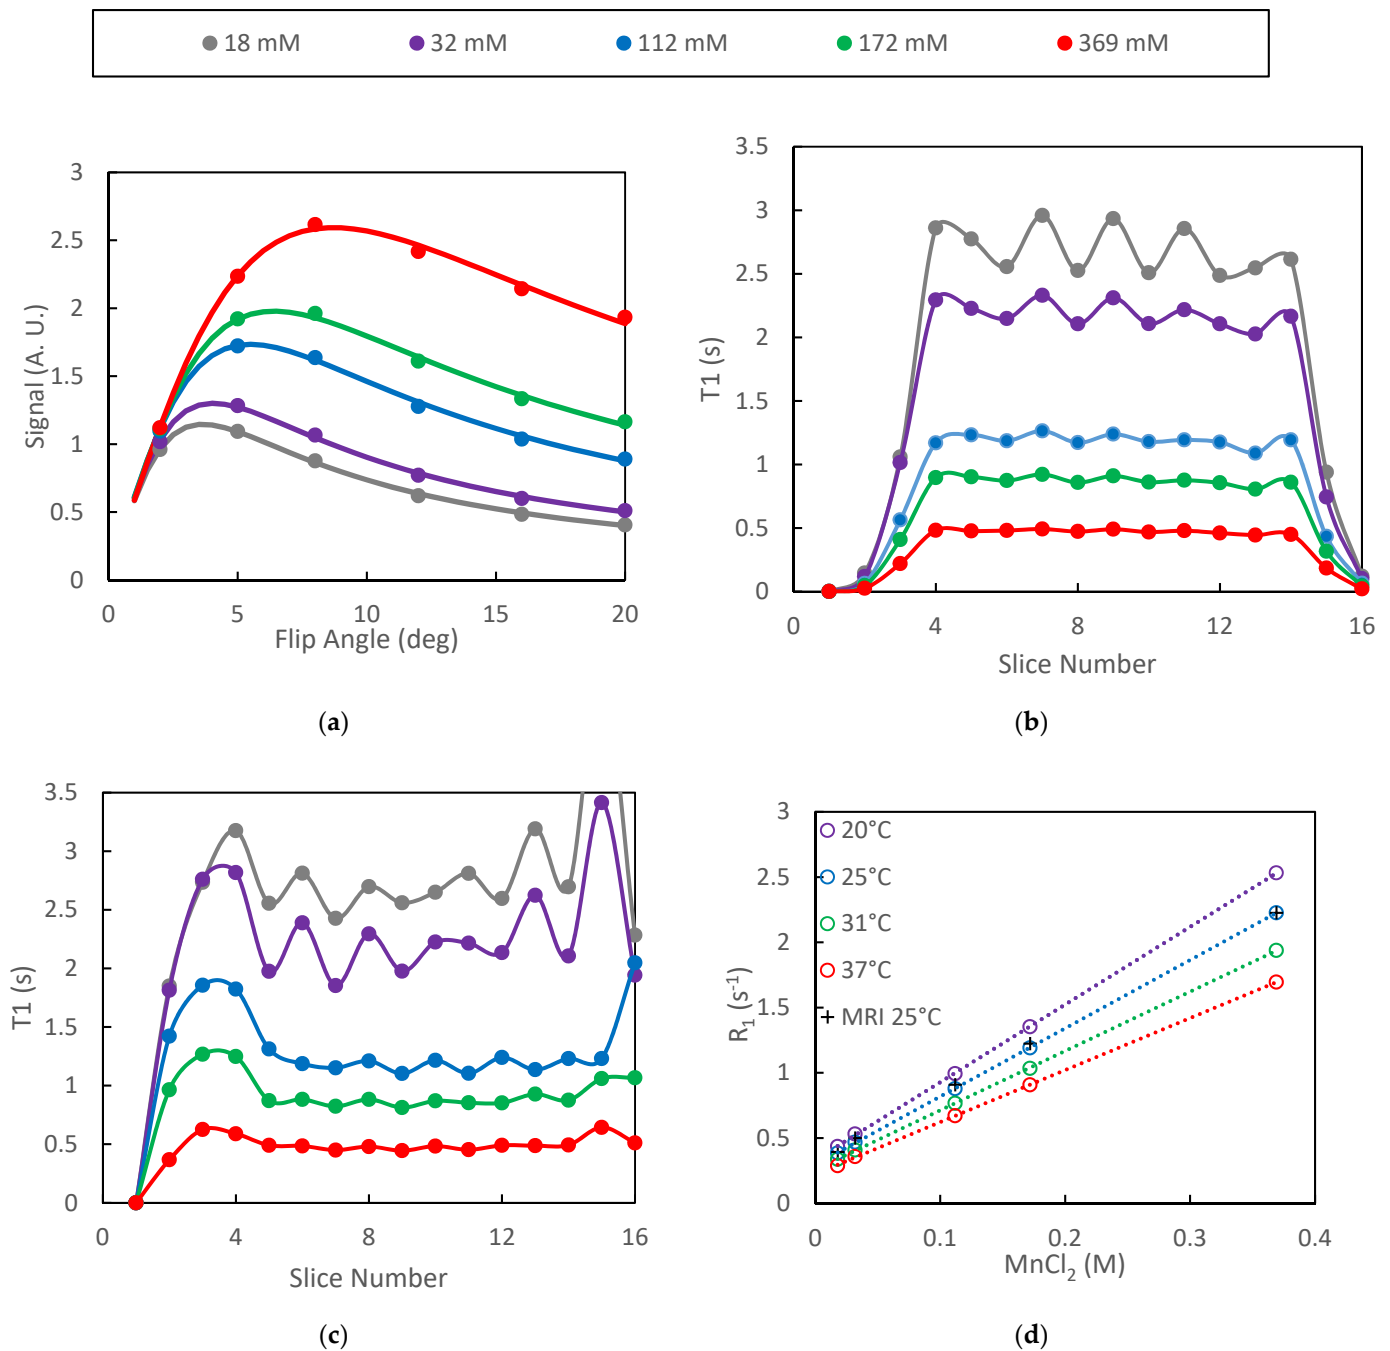 18 mM 32 mM 112 mM 172 mM 369 mM
3
2.5
2
1.5
1
0.5
0
Signal (A. U.)
0 5 10 15 20
Flip Angle (deg)
(a)
3.5
3
2.5
2
1.5
1
0.5
0
T1 (s)
0 4 8 12 16
Slice Number
(b)
3.5
3
2.5
2
1.5
1
0.5
0
T1 (s)
0 4 8 12 16
Slice Number
(c)
3
2.5
2
1.5
1
0.5
0
R₁ (s⁻¹)
20°C
25°C
31°C
37°C
MRI 25°C
0 0.1 0.2 0.3 0.4
MnCl₂ (M)
(d)